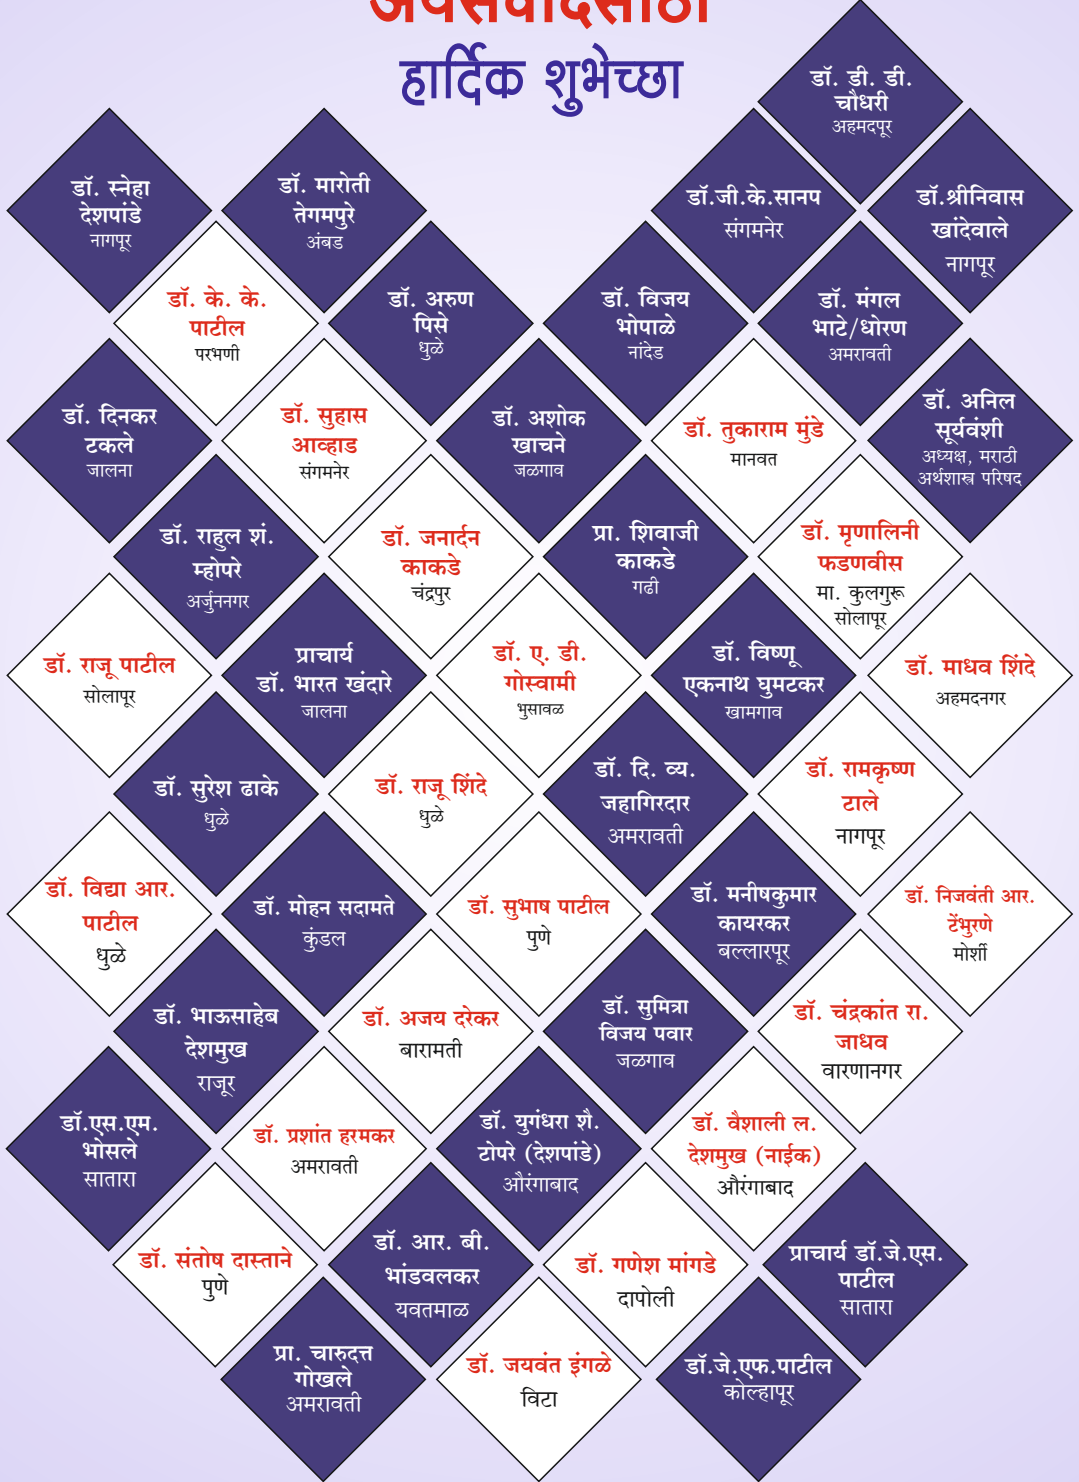 हार्दिक शुभेच्छा
डॉ. डी. डी.
चौधरी
अहमदपूर
डॉ. स्नेहा
देशपांडे
नागपूर
डॉ. मारोती
तेगमपुरे
अंबड
डॉ.जी.के.सानप
संगमनेर
डॉ.श्रीनिवास
खांदेवाले
नागपूर
डॉ. के. के.
पाटील
परभणी
डॉ. अरुण
पिसे
धुळे
डॉ. विजय
भोपाळे
नांदेड
डॉ. मंगल
भाटे/धोरण
अमरावती
डॉ. दिनकर
टकले
जालना
डॉ. सुहास
आव्हाड
संगमनेर
डॉ. अशोक
खाचने
जळगाव
डॉ. तुकाराम मुंडे
मानवत
डॉ. अनिल
सूर्यवंशी
अध्यक्ष, मराठी
अर्थशास्त्र परिषद
डॉ. राहुल शं.
म्होपरे
अर्जुननगर
डॉ. जनार्दन
काकडे
चंद्रपुर
प्रा. शिवाजी
काकडे
गढी
डॉ. मृणालिनी
फडणवीस
मा. कुलगुरू
सोलापूर
डॉ. राजू पाटील
सोलापूर
प्राचार्य
डॉ. भारत खंदारे
जालना
डॉ. ए. डी.
गोस्वामी
भुसावळ
डॉ. विष्णू
एकनाथ घुमटकर
खामगाव
डॉ. माधव शिंदे
अहमदनगर
डॉ. सुरेश ढाके
धुळे
डॉ. राजू शिंदे
धुळे
डॉ. दि. व्य.
जहागिरदार
अमरावती
डॉ. रामकृष्ण
टाले
नागपूर
डॉ. विद्या आर.
पाटील
धुळे
डॉ. मोहन सदामते
कुंडल
डॉ. सुभाष पाटील
पुणे
डॉ. मनीषकुमार
कायरकर
बल्लारपूर
डॉ. निजवंती आर.
टेंभुरणे
मोर्शी
डॉ. भाऊसाहेब
देशमुख
राजूर
डॉ. अजय दरेकर
बारामती
डॉ. सुमित्रा
विजय पवार
जळगाव
डॉ. चंद्रकांत रा.
जाधव
वारणानगर
डॉ.एस.एम.
भोसले
सातारा
डॉ. प्रशांत हरमकर
अमरावती
डॉ. युगंधरा शै.
टोपरे (देशपांडे)
औरंगाबाद
डॉ. वैशाली ल.
देशमुख (नाईक)
औरंगाबाद
डॉ. संतोष दास्ताने
पुणे
डॉ. आर. बी.
भांडवलकर
यवतमाळ
डॉ. गणेश मांगडे
दापोली
प्राचार्य डॉ.जे.एस.
पाटील
सातारा
प्रा. चारुदत्त
गोखले
अमरावती
डॉ. जयवंत इंगळे
विटा
डॉ.जे.एफ.पाटील
कोल्हापूर